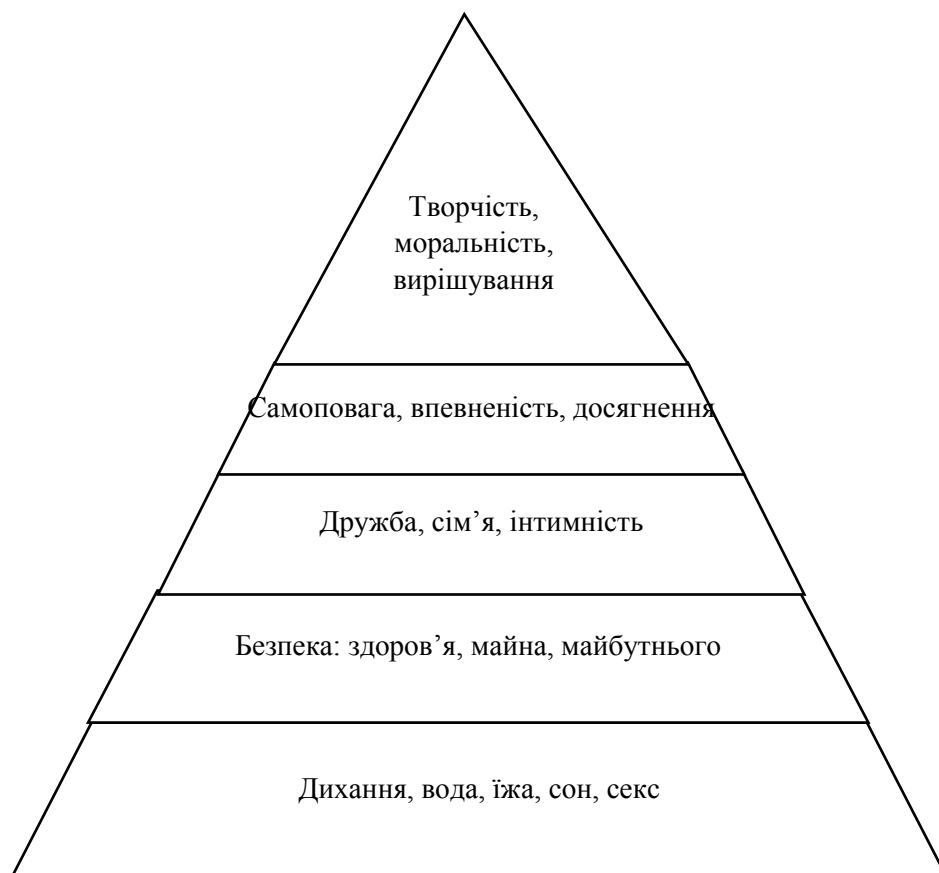 Творчість,
моральність,
вирішування
Самоповага, впевненість, досягнення
Дружба, сім’я, інтимність
Безпека: здоров’я, майна, майбутнього
Дихання, вода, їжа, сон, секс